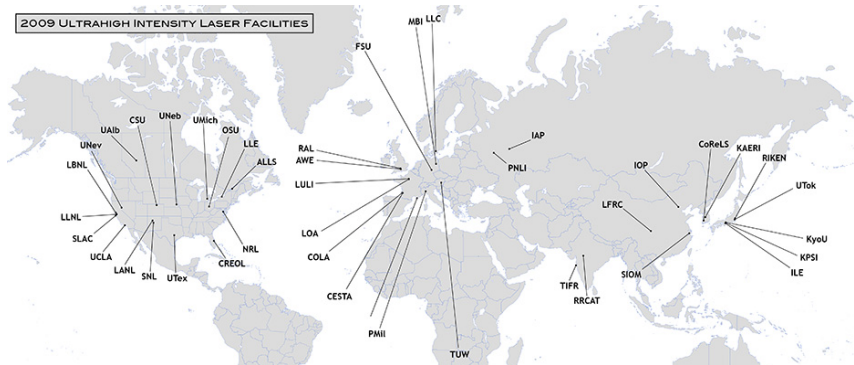 2009 Ultrahigh Intensity Laser Facilities
MBI
LLC
FSU
UNeb
CSU
UMich
UAlb
OSU
UNev
LLE
LBNL
ALLS
LLNL
SLAC
UCLA
LANL
SNL
UTex
CREOL
NRL
RAL
AWE
LULI
LOA
COLA
CESTA
PMil
TUW
IAP
PNLI
IOP
CoReLS
KAERI
RIKEN
LFRC
UTok
KyoU
KPSI
ILE
SIOM
TIFR
RRCAT